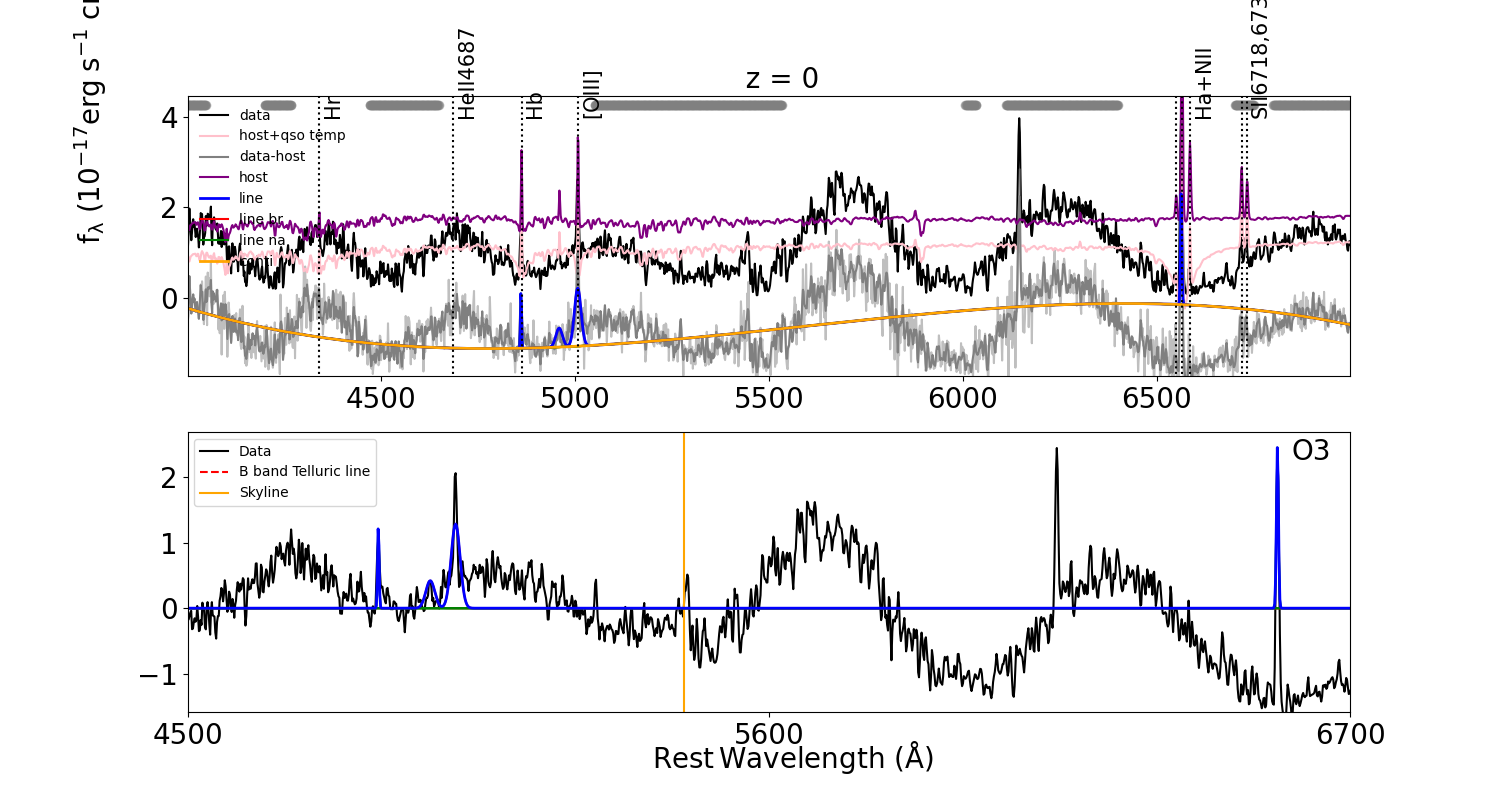 z = 0
f_λ (10^−17 erg s^−1 c
Hr
HeII4687
Hb
[OIII]
Ha+NII
SII6718,673
data
host+qso temp
data-host
host
line
line br
line na
4
2
0
4500 5000 5500 6000 6500
O3
Data
B band Telluric line
Skyline
2
1
0
−1
4500 5600 6700
Rest Wavelength (Å)